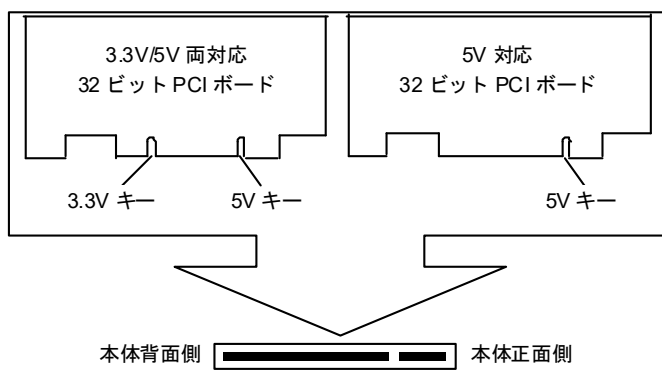 3.3V/5V 両対応
32 ビット PCI ボード
5V 対応
32 ビット PCI ボード
3.3V キー
5V キー
5V キー
本体背面側
本体正面側